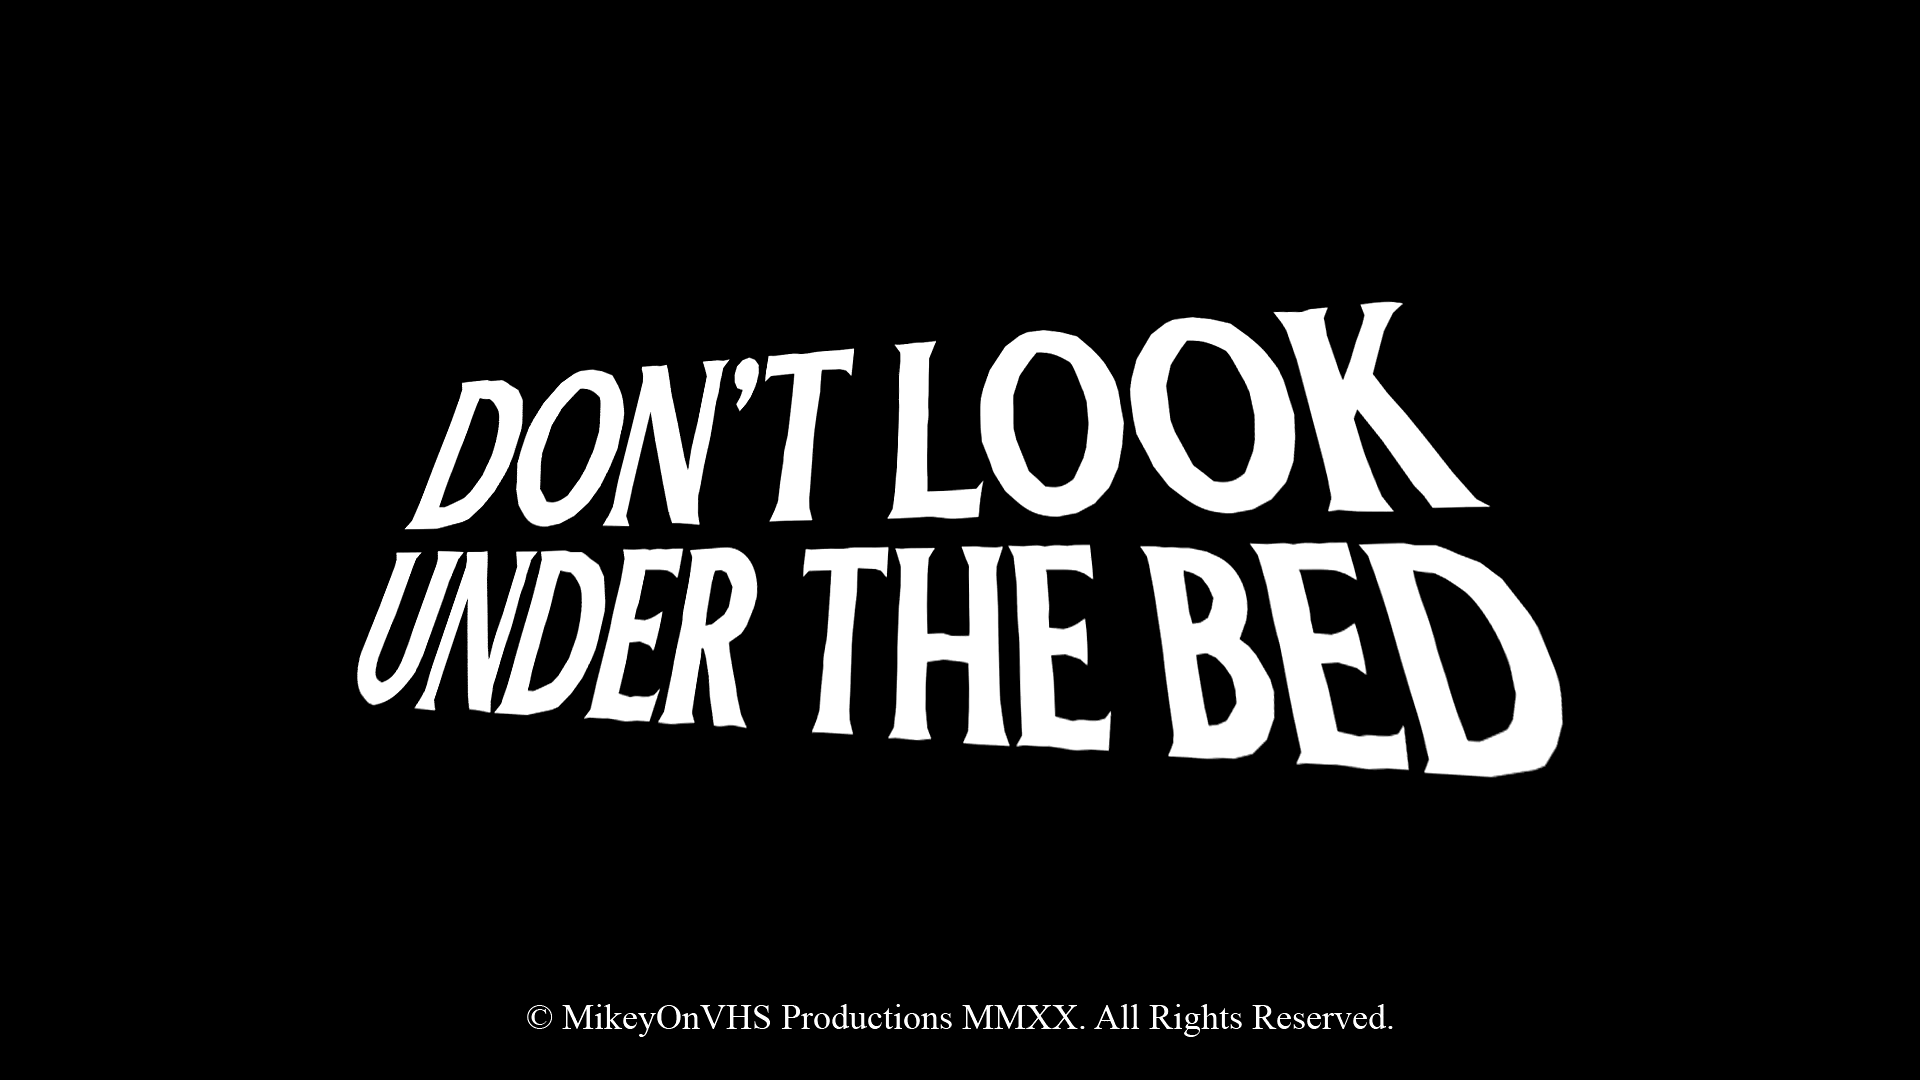 DON'T LOOK
UNDER THE BED
© MikeyOnVHS Productions MMXX. All Rights Reserved.